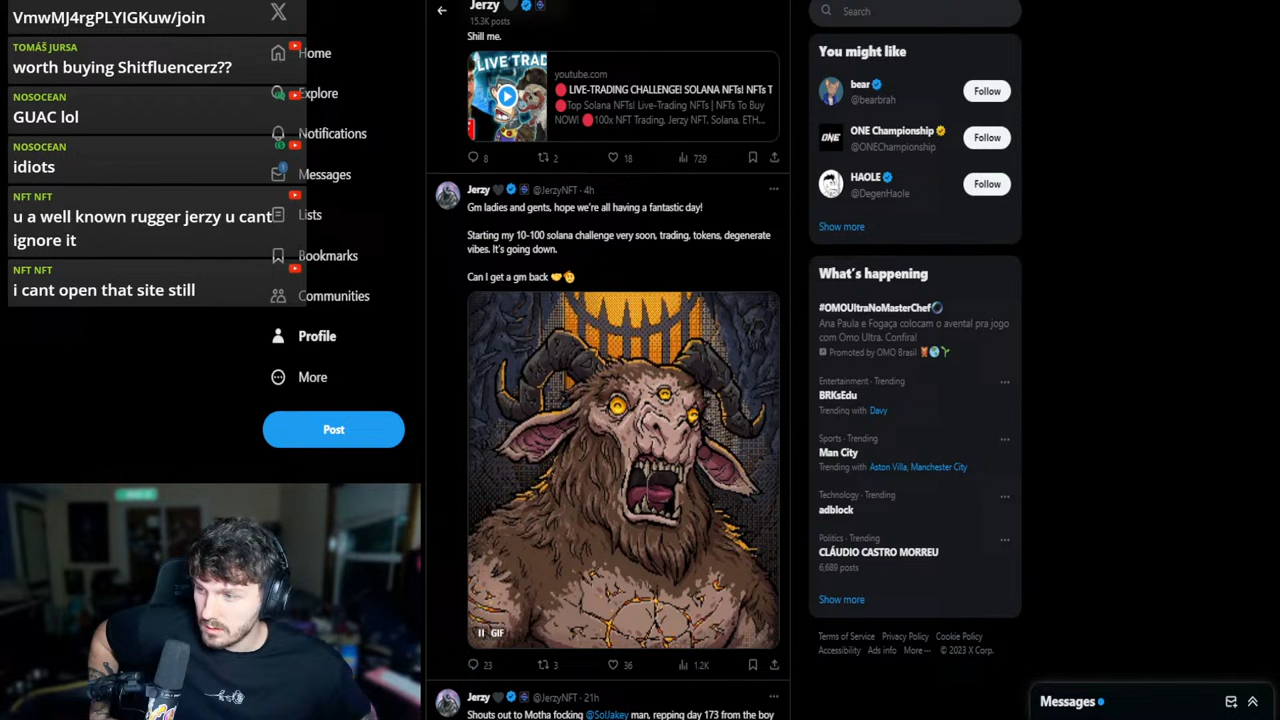 VmwMJ4rgPLYIGKuw/join
TOMÁŠ JURSA
worth buying Shitfluencerz??
NOSOCEAN
GUAC lol
NOSOCEAN
idiots
NFT NFT
u a well known rugger jerzy u cant
ignore it
NFT NFT
i cant open that site still
Home
Explore
Notifications
1
Messages
Lists
Bookmarks
Communities
Profile
More
Post
Jerzy
15.3K posts
Shill me.
LIVE TRAD
youtube.com
LIVE-TRADING CHALLENGE! SOLANA NFTs! NFTs T
Top Solana NFTs! Live-Trading NFTs | NFTs To Buy
NOW! 100x NFT Trading, Jerzy NFT, Solana, ETH...
8 2 18 729
Jerzy @JerzyNFT · 4h
Gm ladies and gents, hope we're all having a fantastic day!
Starting my 10-100 solana challenge very soon, trading, tokens, degenerate
vibes. It's going down.
Can I get a gm back
GIF
23 3 36 1.2K
Jerzy @JerzyNFT · 21h
Shouts out to Motha focking @SolJakey man, repping day 173 from the boy
Search
You might like
bear
@bearbrah
Follow
ONE
ONE Championship
@ONEChampionship
Follow
HAOLE
@DegenHaole
Follow
Show more
What's happening
#OMOUltraNoMasterChef
Ana Paula e Fogaça colocam o avental pra jogo
com Omo Ultra. Confira!
Promoted by OMO Brasil
Entertainment · Trending
BRKsEdu
Trending with Davy
Sports · Trending
Man City
Trending with Aston Villa, Manchester City
Technology · Trending
adblock
Politics · Trending
CLÁUDIO CASTRO MORREU
6,689 posts
Show more
Terms of Service Privacy Policy Cookie Policy
Accessibility Ads info More ··· © 2023 X Corp.
Messages